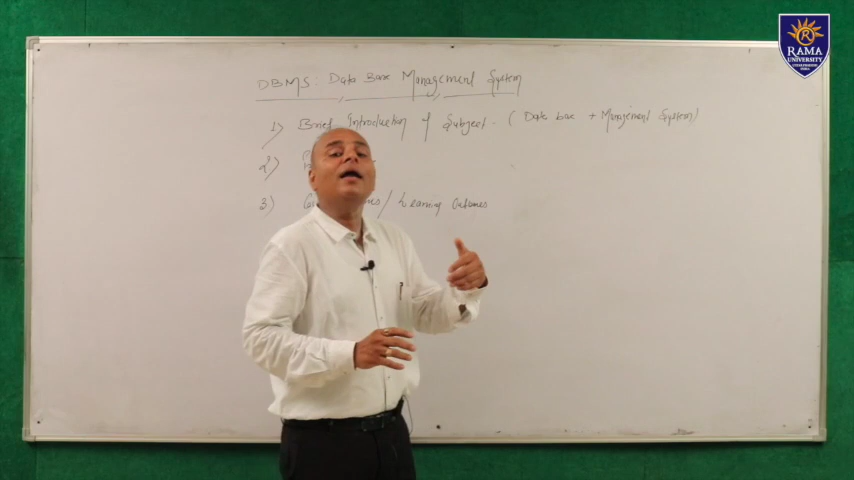 DBMS: Data Base Management System
1) Brief Introduction of Subject - (Data base + Management System)
2)
3) / Learning Outcomes
RAMA
UNIVERSITY